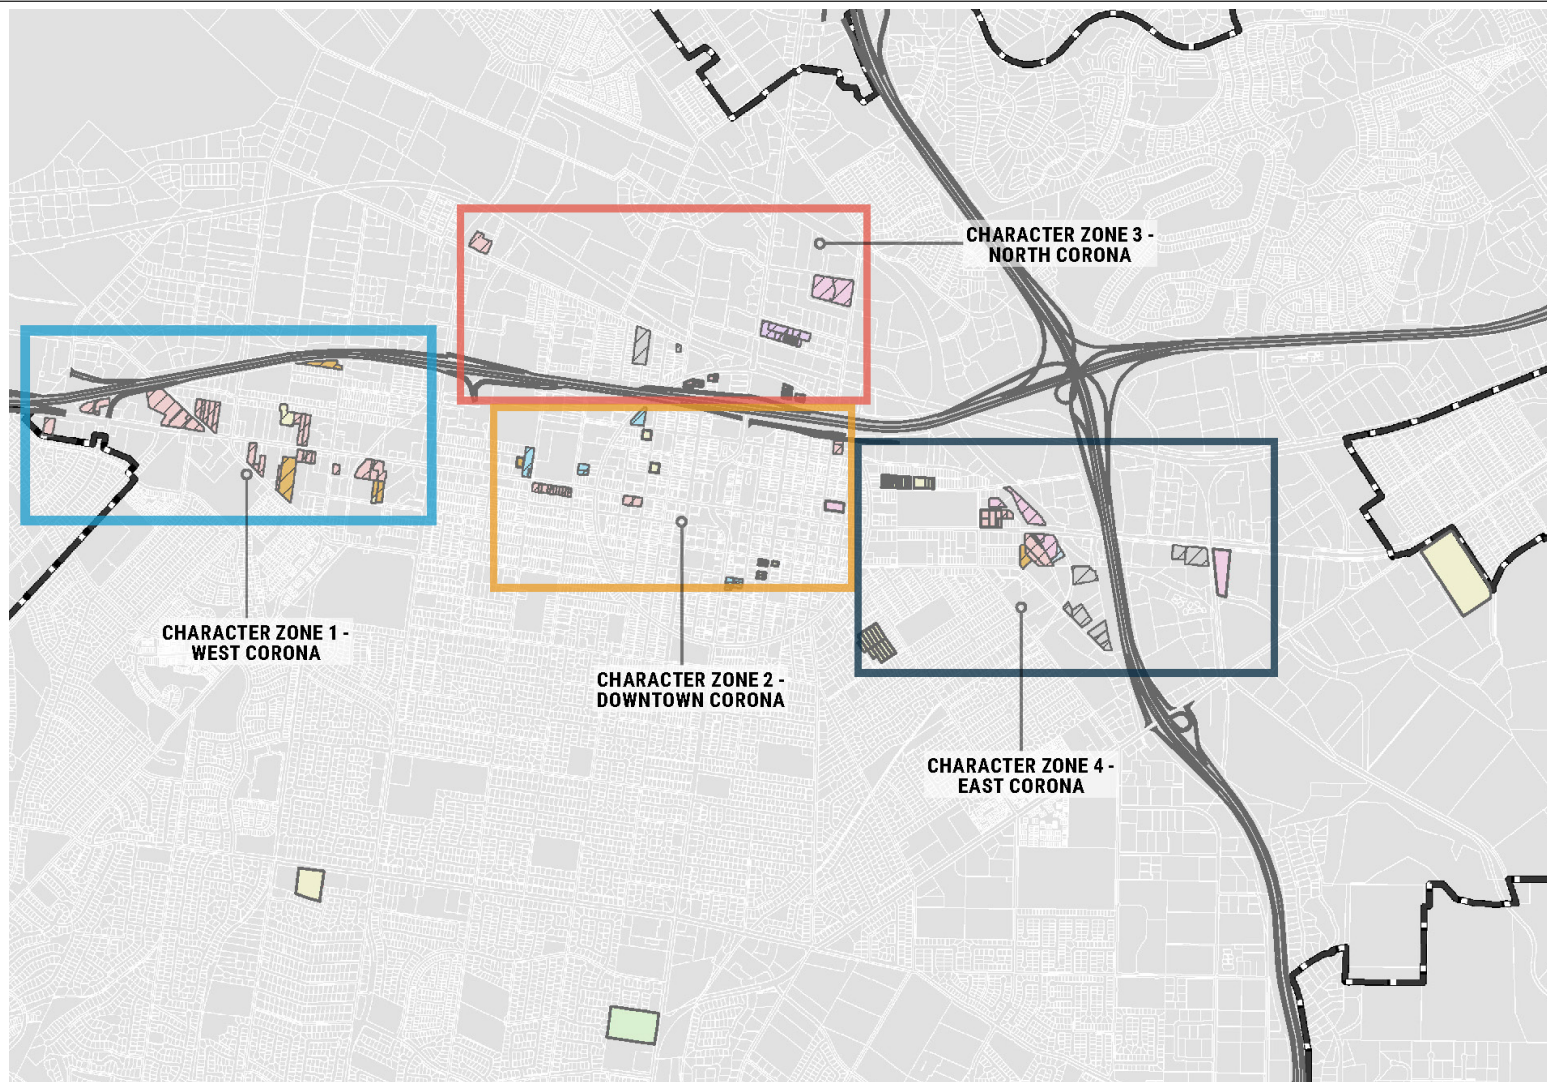 CHARACTER ZONE 3 -
NORTH CORONA
CHARACTER ZONE 1 -
WEST CORONA
CHARACTER ZONE 2 -
DOWNTOWN CORONA
CHARACTER ZONE 4 -
EAST CORONA